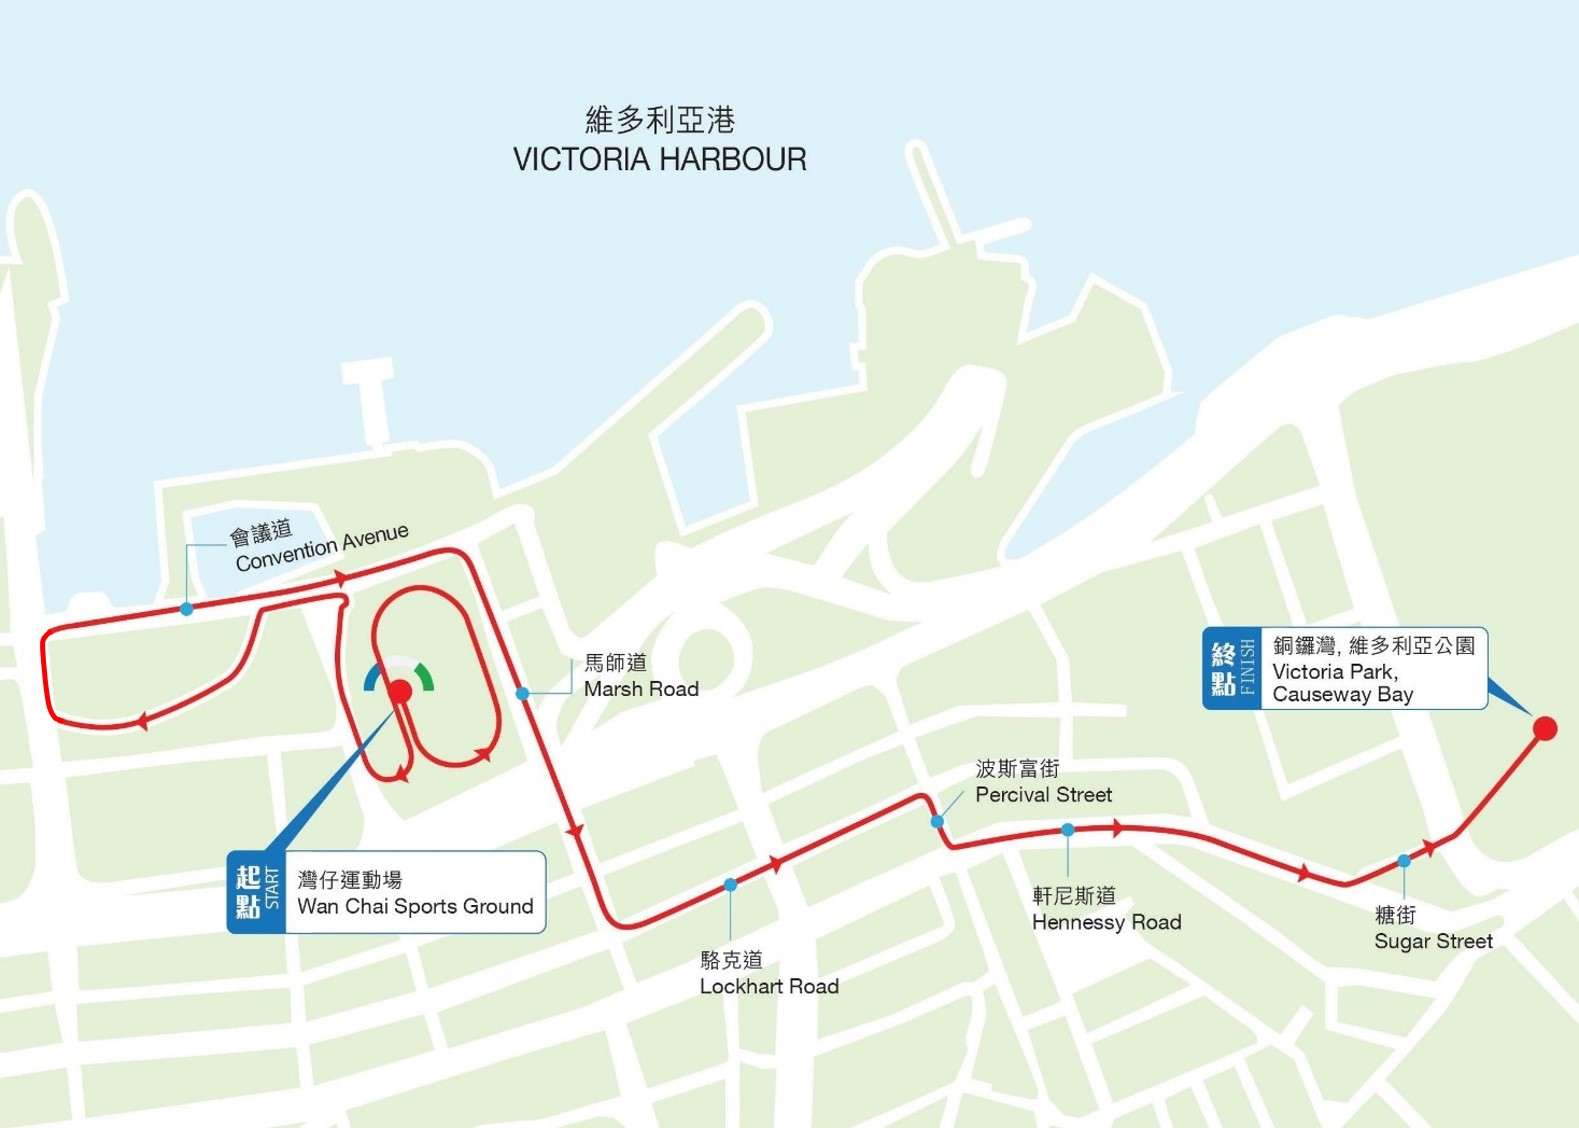 維多利亞港
VICTORIA HARBOUR
會議道
Convention Avenue
馬師道
Marsh Road
終點
FINISH
銅鑼灣, 維多利亞公園
Victoria Park,
Causeway Bay
波斯富街
Percival Street
起點
START
灣仔運動場
Wan Chai Sports Ground
軒尼斯道
Hennessy Road
糖街
Sugar Street
駱克道
Lockhart Road